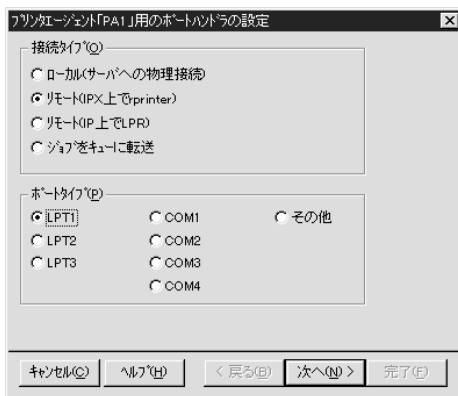 ﾌﾟﾘﾝﾀｴｰｼﾞｪﾝﾄ「PA1」用のﾎﾟｰﾄﾊﾝﾄﾞﾗの設定
接続ﾀｲﾌﾟ(O)
ﾛｰｶﾙ(ｻｰﾊﾞへの物理接続)
ﾘﾓｰﾄ(IPX上でrprinter)
ﾘﾓｰﾄ(IP上でLPR)
ｼﾞｮﾌﾞをｷｭｰに転送
ﾎﾟｰﾄﾀｲﾌﾟ(P)
LPT1 COM1 その他
LPT2 COM2
LPT3 COM3
COM4
ｷｬﾝｾﾙ(C) ﾍﾙﾌﾟ(H) < 戻る(B) 次へ(N) > 完了(F)